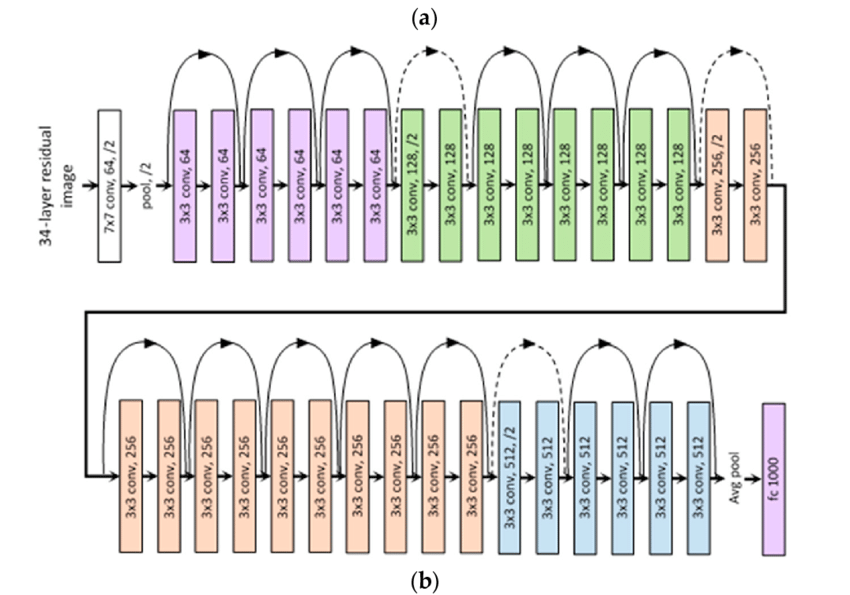 (a)
34-layer residual
image
7x7 conv, 64, /2
pool, /2
3x3 conv, 64
3x3 conv, 64
3x3 conv, 64
3x3 conv, 64
3x3 conv, 64
3x3 conv, 64
3x3 conv, 128, /2
3x3 conv, 128
3x3 conv, 128
3x3 conv, 128
3x3 conv, 128
3x3 conv, 128
3x3 conv, 128
3x3 conv, 128
3x3 conv, 256, /2
3x3 conv, 256
3x3 conv, 256
3x3 conv, 256
3x3 conv, 256
3x3 conv, 256
3x3 conv, 256
3x3 conv, 256
3x3 conv, 256
3x3 conv, 256
3x3 conv, 256
3x3 conv, 256
3x3 conv, 512, /2
3x3 conv, 512
3x3 conv, 512
3x3 conv, 512
3x3 conv, 512
3x3 conv, 512
Avg pool
fc 1000
(b)